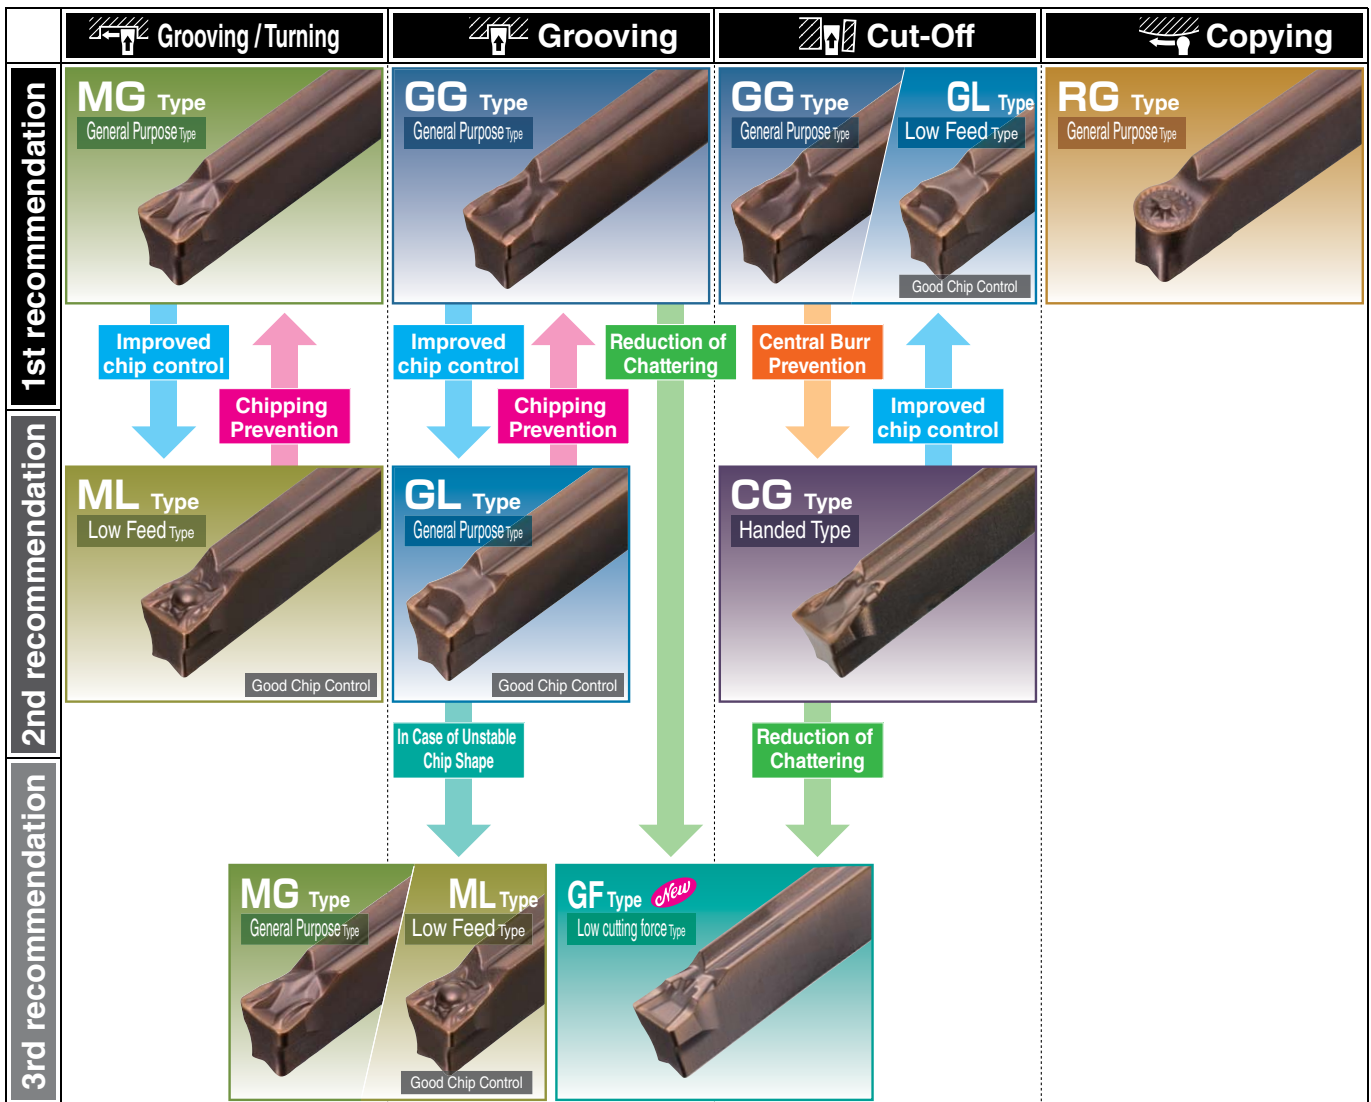 Grooving / Turning
Grooving
Cut-Off
Copying
1st recommendation
MG Type
General Purpose Type
GG Type
General Purpose Type
GG Type
General Purpose Type
GL Type
Low Feed Type
Good Chip Control
RG Type
General Purpose Type
Improved
chip control
Chipping
Prevention
Improved
chip control
Chipping
Prevention
Reduction of
Chattering
Central Burr
Prevention
Improved
chip control
2nd recommendation
ML Type
Low Feed Type
Good Chip Control
GL Type
General Purpose Type
Good Chip Control
CG Type
Handed Type
In Case of Unstable
Chip Shape
Reduction of
Chattering
3rd recommendation
MG Type
General Purpose Type
ML Type
Low Feed Type
Good Chip Control
GF Type New
Low cutting force Type